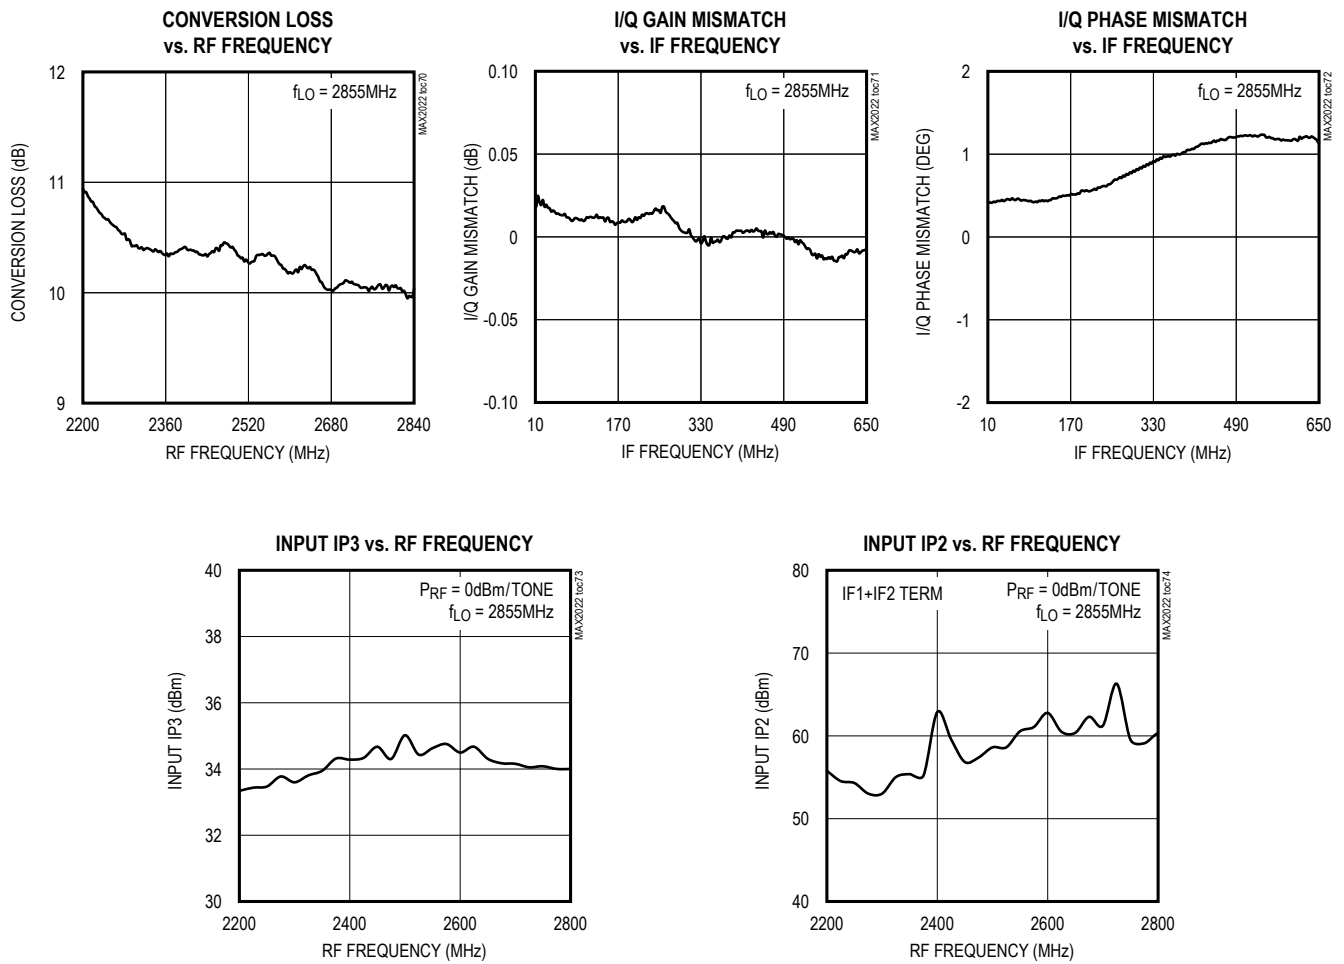 CONVERSION LOSS
vs. RF FREQUENCY
12
11
10
9
CONVERSION LOSS (dB)
fLO = 2855MHz
MAX2022 toc70
2200 2360 2520 2680 2840
RF FREQUENCY (MHz)
I/Q GAIN MISMATCH
vs. IF FREQUENCY
0.10
0.05
0
-0.05
-0.10
I/Q GAIN MISMATCH (dB)
fLO = 2855MHz
MAX2022 toc71
10 170 330 490 650
IF FREQUENCY (MHz)
I/Q PHASE MISMATCH
vs. IF FREQUENCY
2
1
0
-1
-2
I/Q PHASE MISMATCH (DEG)
fLO = 2855MHz
MAX2022 toc72
10 170 330 490 650
IF FREQUENCY (MHz)
INPUT IP3 vs. RF FREQUENCY
40
38
36
34
32
30
INPUT IP3 (dBm)
PRF = 0dBm/TONE
fLO = 2855MHz
MAX2022 toc73
2200 2400 2600 2800
RF FREQUENCY (MHz)
INPUT IP2 vs. RF FREQUENCY
80
70
60
50
40
INPUT IP2 (dBm)
IF1+IF2 TERM
PRF = 0dBm/TONE
fLO = 2855MHz
MAX2022 toc74
2200 2400 2600 2800
RF FREQUENCY (MHz)